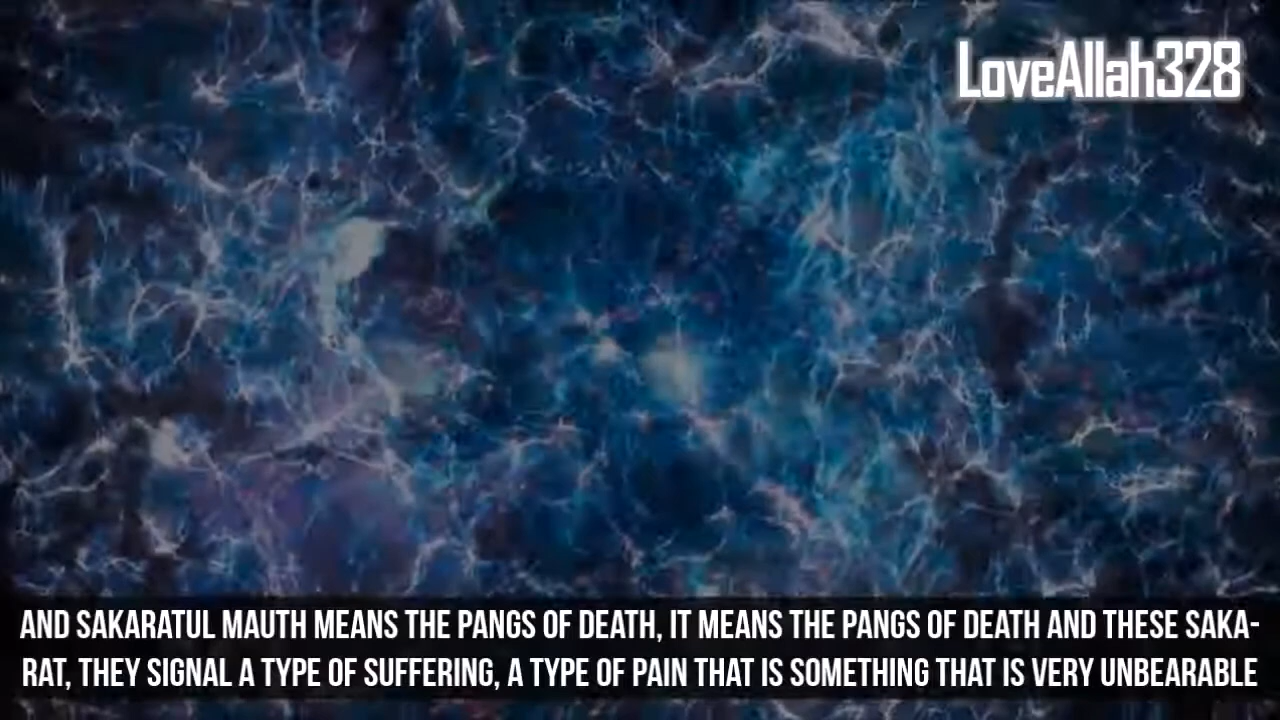 LoveAllah328
AND SAKARATUL MAUTH MEANS THE PANGS OF DEATH, IT MEANS THE PANGS OF DEATH AND THESE SAKA-
RAT, THEY SIGNAL A TYPE OF SUFFERING, A TYPE OF PAIN THAT IS SOMETHING THAT IS VERY UNBEARABLE